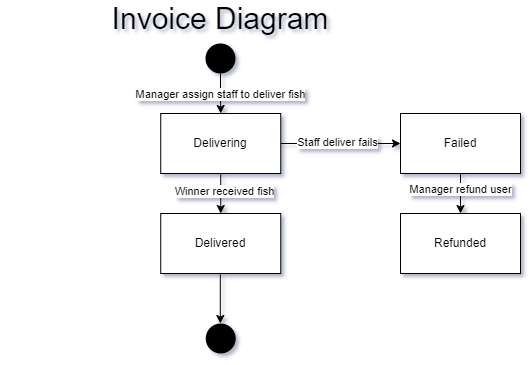 Invoice Diagram
Manager assign staff to deliver fish
Delivering
Staff deliver fails
Failed
Winner received fish
Manager refund user
Delivered
Refunded